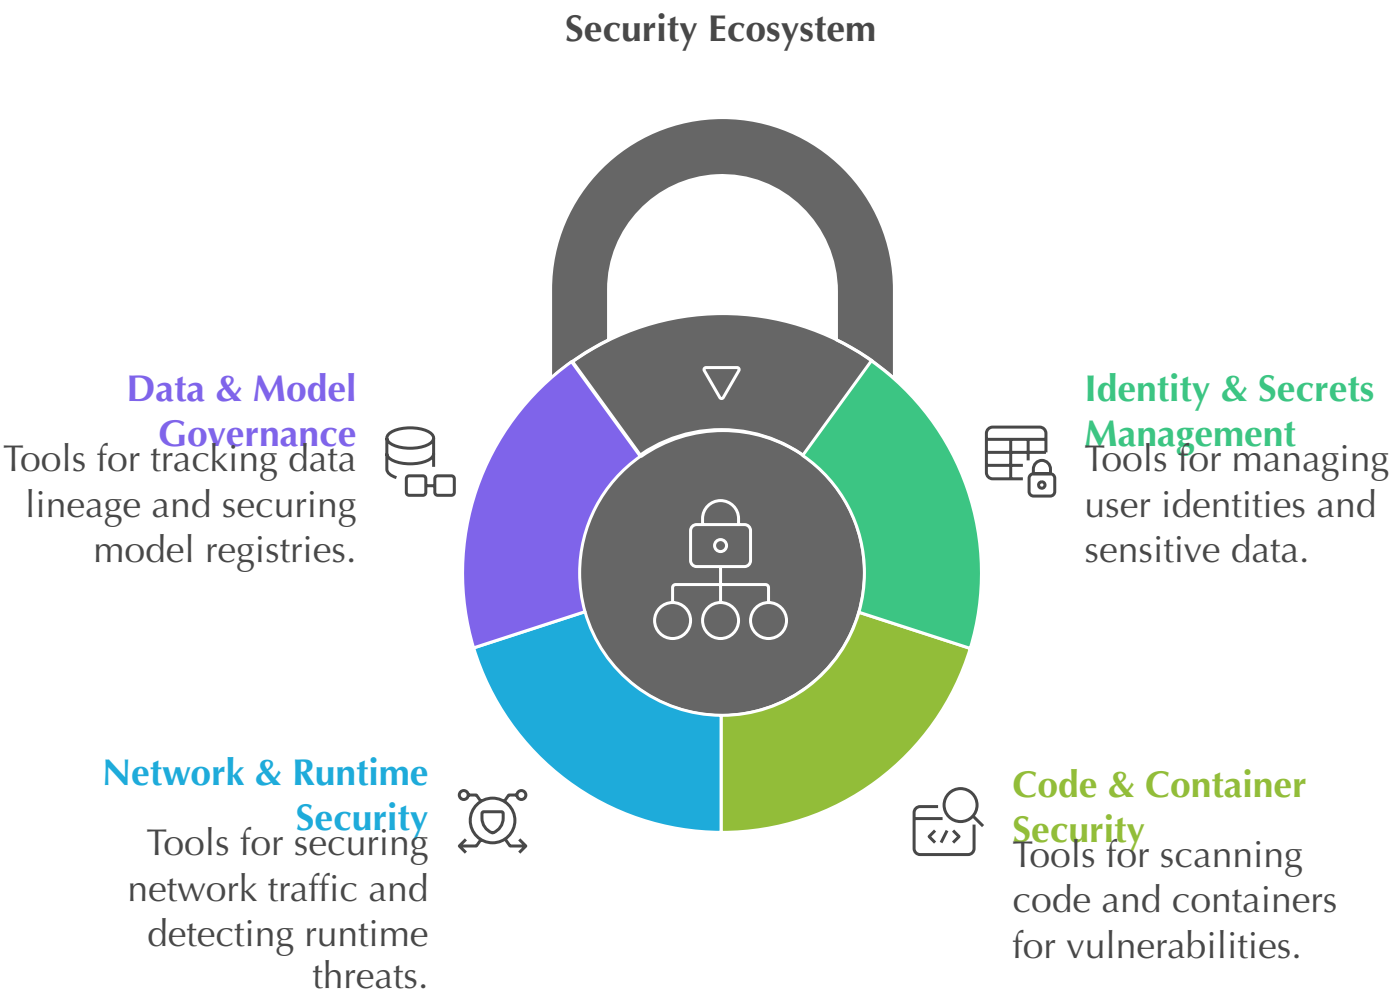 Security Ecosystem
Data & Model
Governance
Tools for tracking data
lineage and securing
model registries.
Identity & Secrets
Management
Tools for managing
user identities and
sensitive data.
Network & Runtime
Security
Tools for securing
network traffic and
detecting runtime
threats.
Code & Container
Security
Tools for scanning
code and containers
for vulnerabilities.